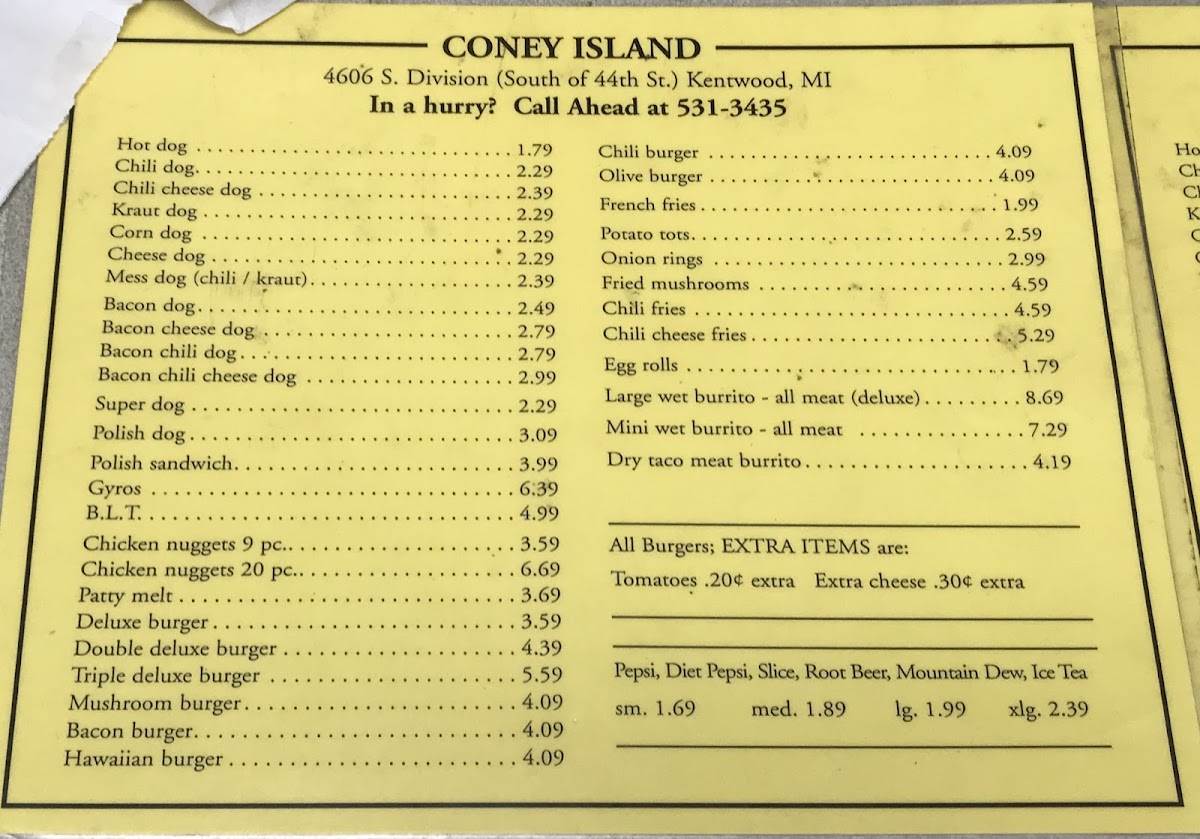 CONEY ISLAND
4606 S. Division (South of 44th St.) Kentwood, MI
In a hurry? Call Ahead at 531-3435
Hot dog 1.79
Chili dog 2.29
Chili cheese dog 2.39
Kraut dog 2.29
Corn dog 2.29
Cheese dog 2.29
Mess dog (chili / kraut) 2.39
Bacon dog 2.49
Bacon cheese dog 2.79
Bacon chili dog 2.79
Bacon chili cheese dog 2.99
Super dog 2.29
Polish dog 3.09
Polish sandwich 3.99
Gyros 6.39
B.L.T. 4.99
Chicken nuggets 9 pc. 3.59
Chicken nuggets 20 pc. 6.69
Patty melt 3.69
Deluxe burger 3.59
Double deluxe burger 4.39
Triple deluxe burger 5.59
Mushroom burger 4.09
Bacon burger 4.09
Hawaiian burger 4.09
Chili burger 4.09
Olive burger 4.09
French fries 1.99
Potato tots 2.59
Onion rings 2.99
Fried mushrooms 4.59
Chili fries 4.59
Chili cheese fries 5.29
Egg rolls 1.79
Large wet burrito - all meat (deluxe) 8.69
Mini wet burrito - all meat 7.29
Dry taco meat burrito 4.19
All Burgers; EXTRA ITEMS are:
Tomatoes .20¢ extra Extra cheese .30¢ extra
Pepsi, Diet Pepsi, Slice, Root Beer, Mountain Dew, Ice Tea
sm. 1.69 med. 1.89 lg. 1.99 xlg. 2.39